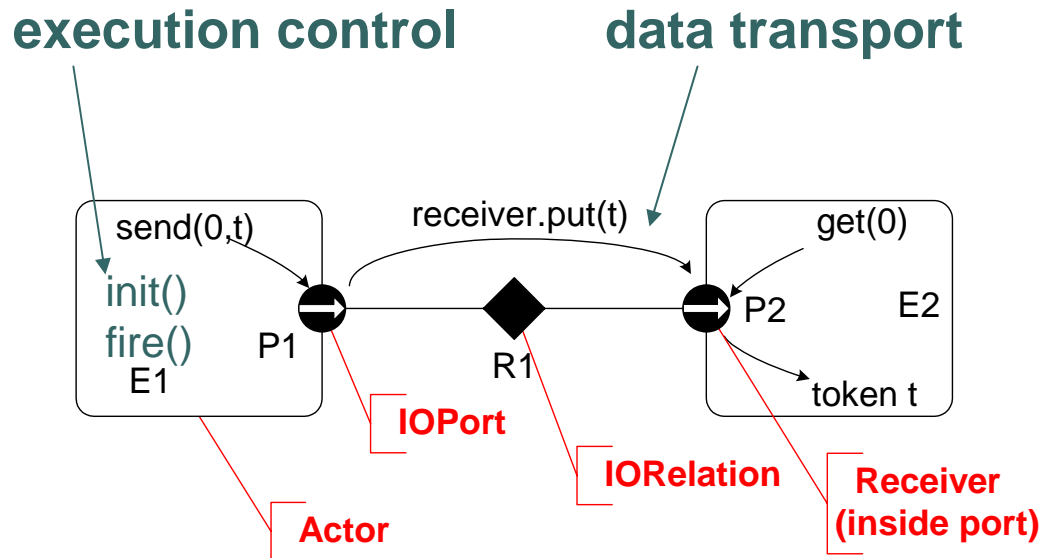 execution control
data transport
send(0,t)
receiver.put(t)
get(0)
init()
fire()
E1
P1
R1
P2
E2
token t
IOPort
IORelation
Receiver
(inside port)
Actor